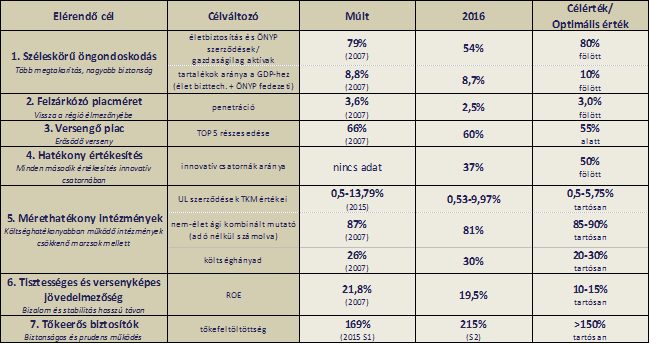 Elérendő cél
Célváltozó
Múlt
2016
Célérték/
Optimális érték
1. Széleskörű öngondoskodás
Több megtakarítás, nagyobb biztonság
életbiztosítás és ÖNYP
szerződések/
gazdaságilag aktívak
79%
(2007)
54%
80%
fölött
tartalékok aránya a GDP-hez
(élet biztech. + ÖNYP fedezeti)
8,8%
(2007)
8,7%
10%
fölött
2. Felzárkózó piacméret
Vissza a régió élmezőnyébe
penetráció
3,6%
(2007)
2,5%
3,0%
fölött
3. Versengő piac
Erősödő verseny
TOP 5 részesedése
66%
(2007)
60%
55%
alatt
4. Hatékony értékesítés
Minden második értékesítés innovatív
csatornában
innovatív csatornák aránya
nincs adat
37%
50%
fölött
5. Mérethatékony intézmények
Költséghatékonyabban működő intézmények
csökkenő marzsok mellett
UL szerződések TKM értékei
0,5-13,79%
(2015)
0,53-9,97%
0,5-5,75%
tartósan
nem-élet ági kombinált mutató
(adó nélkül számolva)
87%
(2007)
81%
85-90%
tartósan
költséghányad
26%
(2007)
30%
20-30%
tartósan
6. Tisztességes és versenyképes
jövedelmezőség
Bizalom és stabilitás hosszú távon
ROE
21,8%
(2007)
19,5%
10-15%
tartósan
7. Tőkeerős biztosítók
Biztonságos és prudens működés
tőkefeltöltöttség
169%
(2015 S1)
215%
(S2)
>150%
tartósan